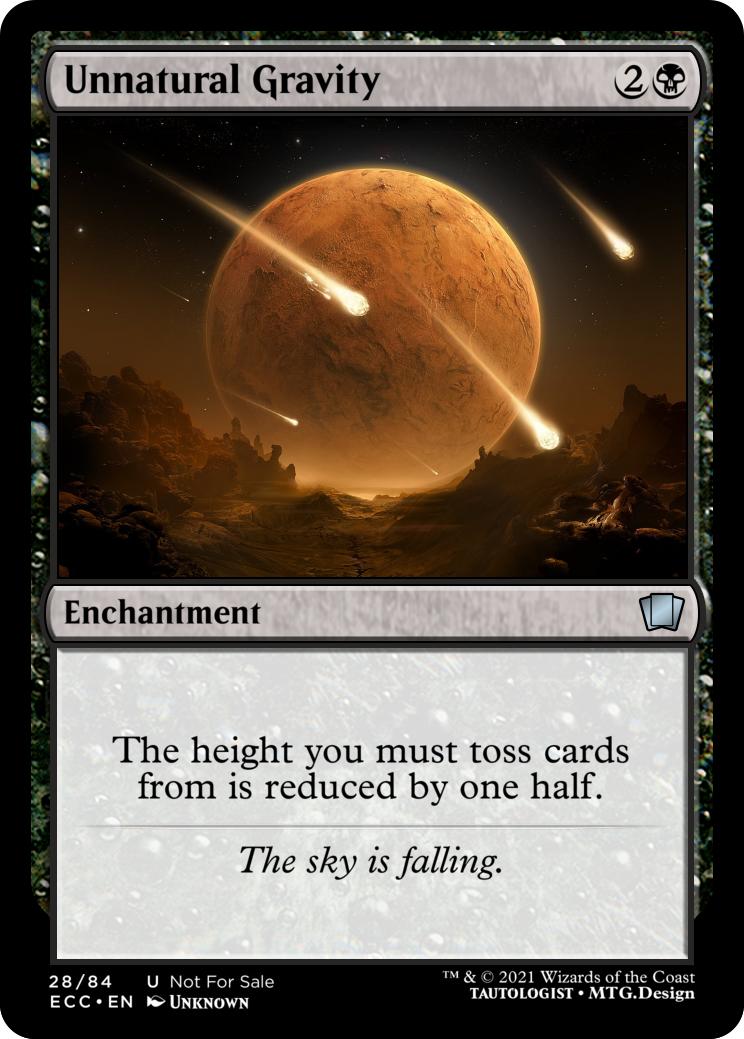 Unnatural Gravity 2
Enchantment
The height you must toss cards
from is reduced by one half.
The sky is falling.
28/84 U Not For Sale
ECC • EN Unknown
™ & © 2021 Wizards of the Coast
TAUTOLOGIST • MTG.Design